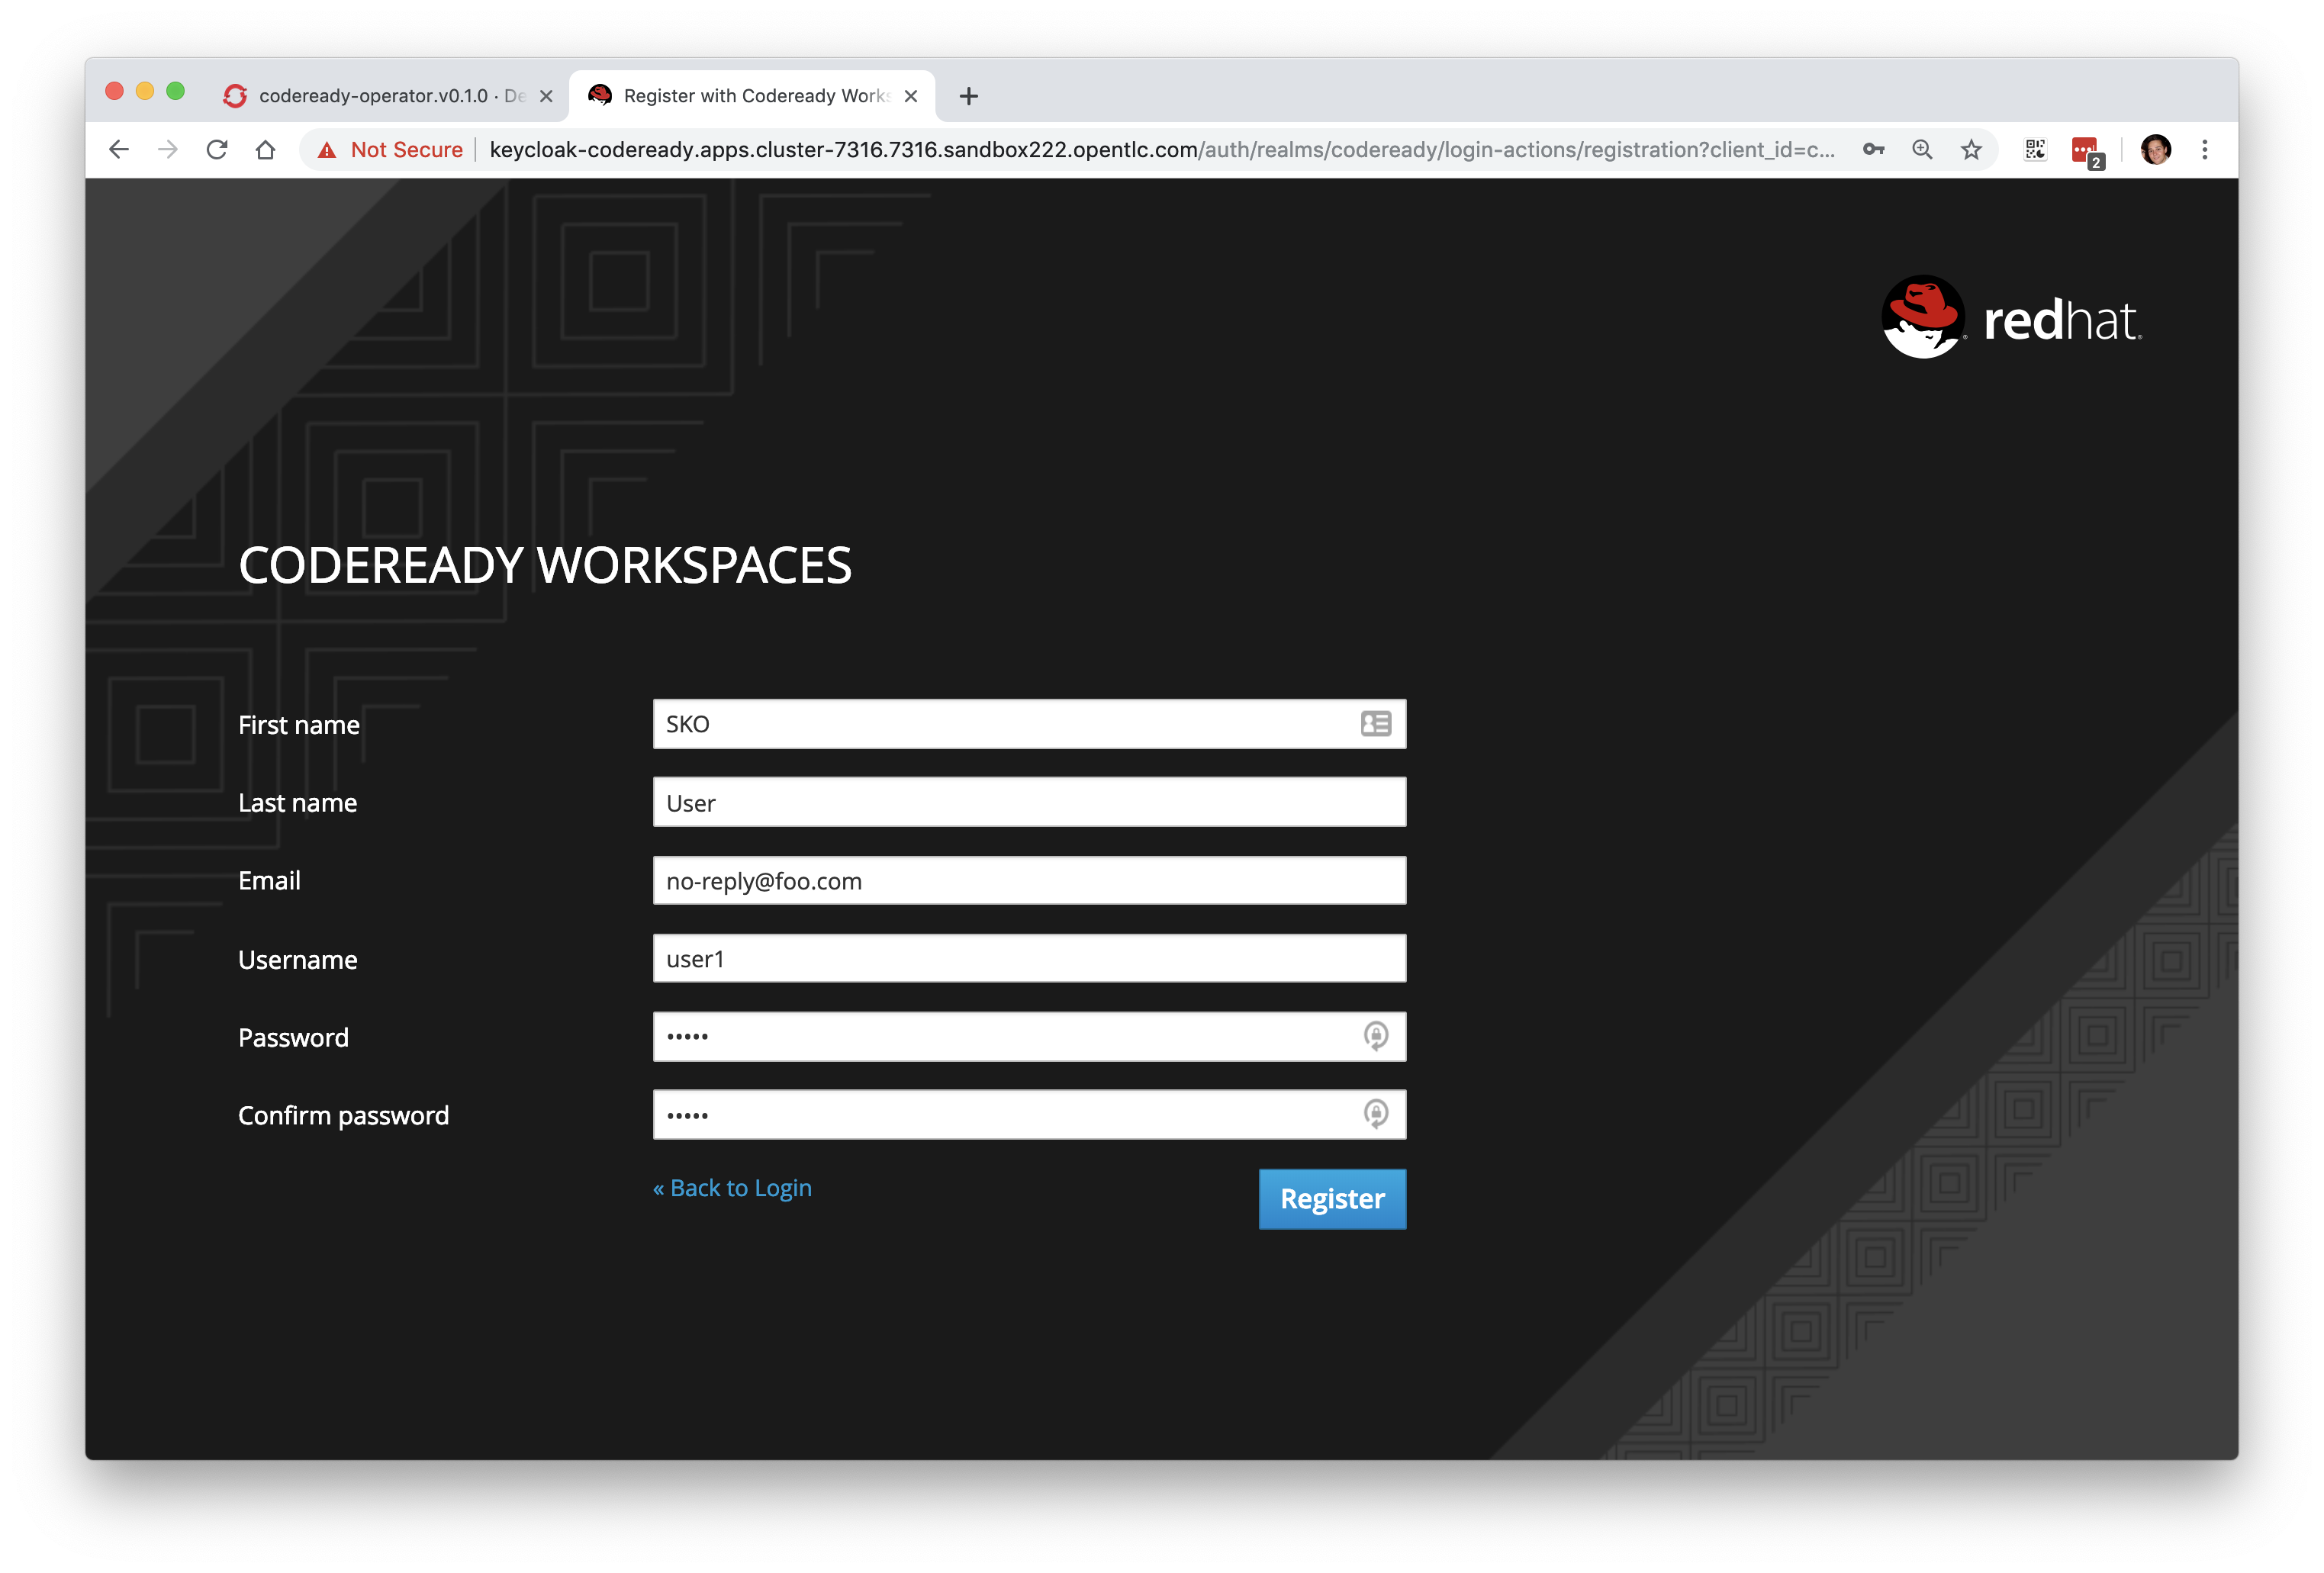 codeready-operator.v0.1.0 · De
Register with Codeready Works
Not Secure
keycloak-codeready.apps.cluster-7316.7316.sandbox222.opentlc.com/auth/realms/codeready/login-actions/registration?client_id=c...
2
redhat.
CODEREADY WORKSPACES
First name
SKO
Last name
User
Email
no-reply@foo.com
Username
user1
Password
•••••
Confirm password
•••••
« Back to Login
Register